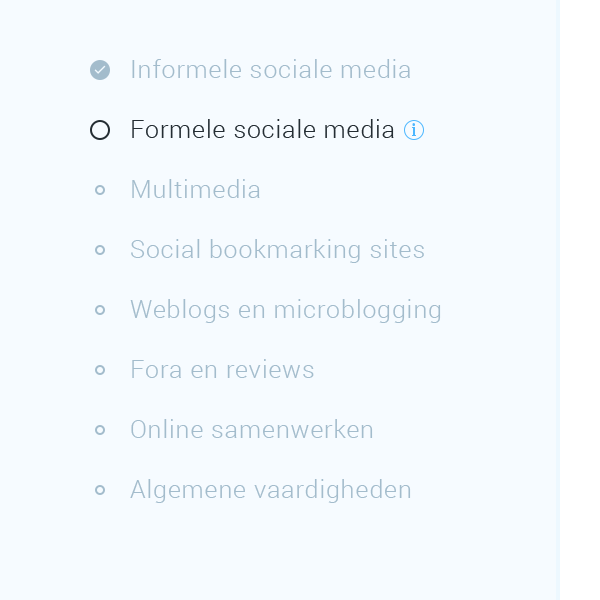 Informele sociale media
Formele sociale media i
Multimedia
Social bookmarking sites
Weblogs en microblogging
Fora en reviews
Online samenwerken
Algemene vaardigheden